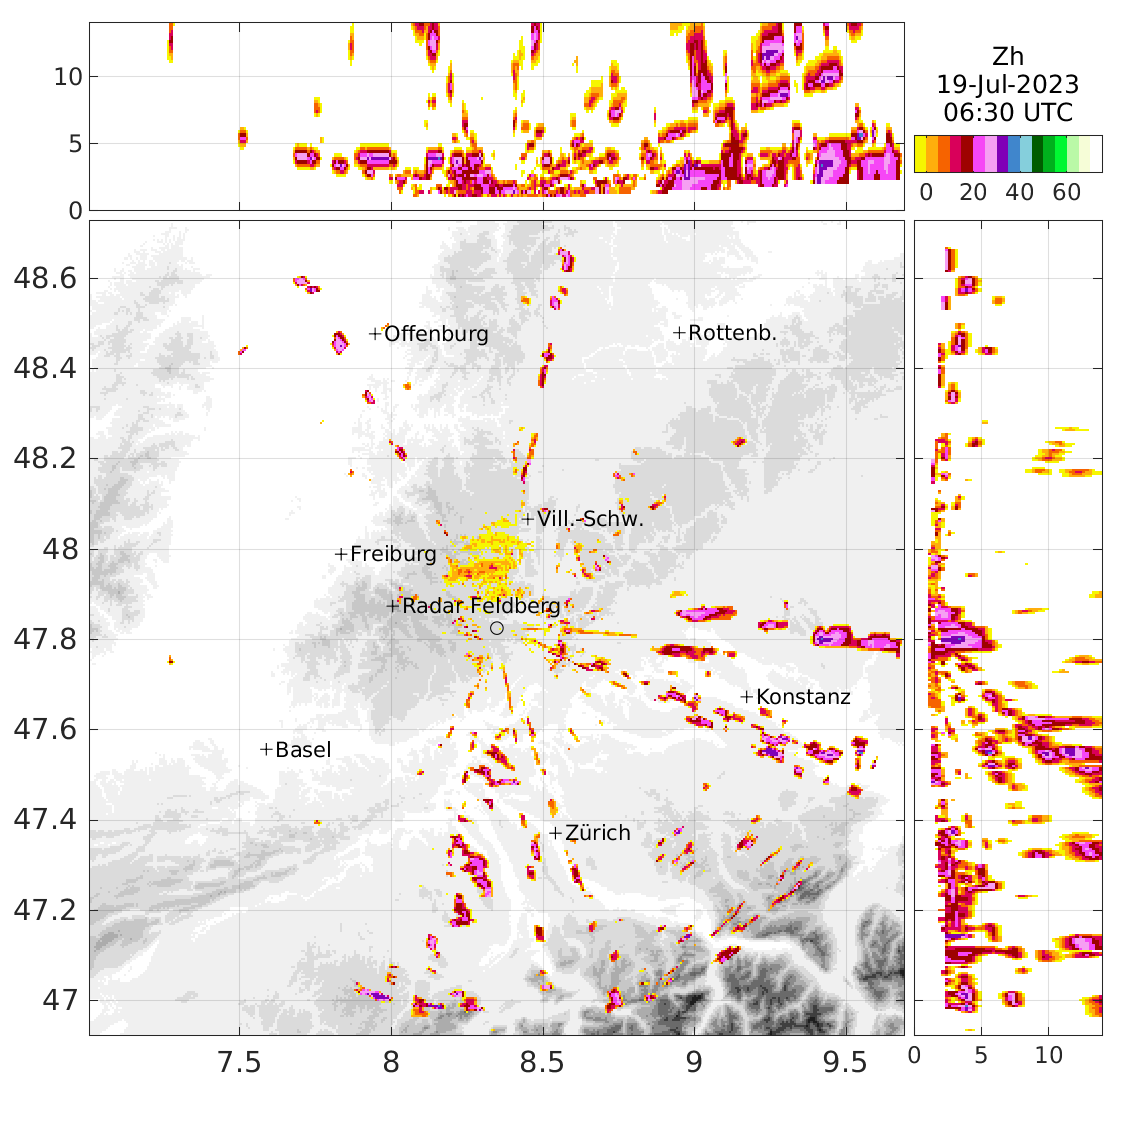 10
5
0
Zh
19-Jul-2023
06:30 UTC
0 20 40 60
48.6
48.4
48.2
48
47.8
47.6
47.4
47.2
47
+Offenburg
+Rottenb.
+Vill.-Schw.
+Freiburg
+Radar Feldberg
+Konstanz
+Basel
+Zürich
7.5 8 8.5 9 9.5
0 5 10